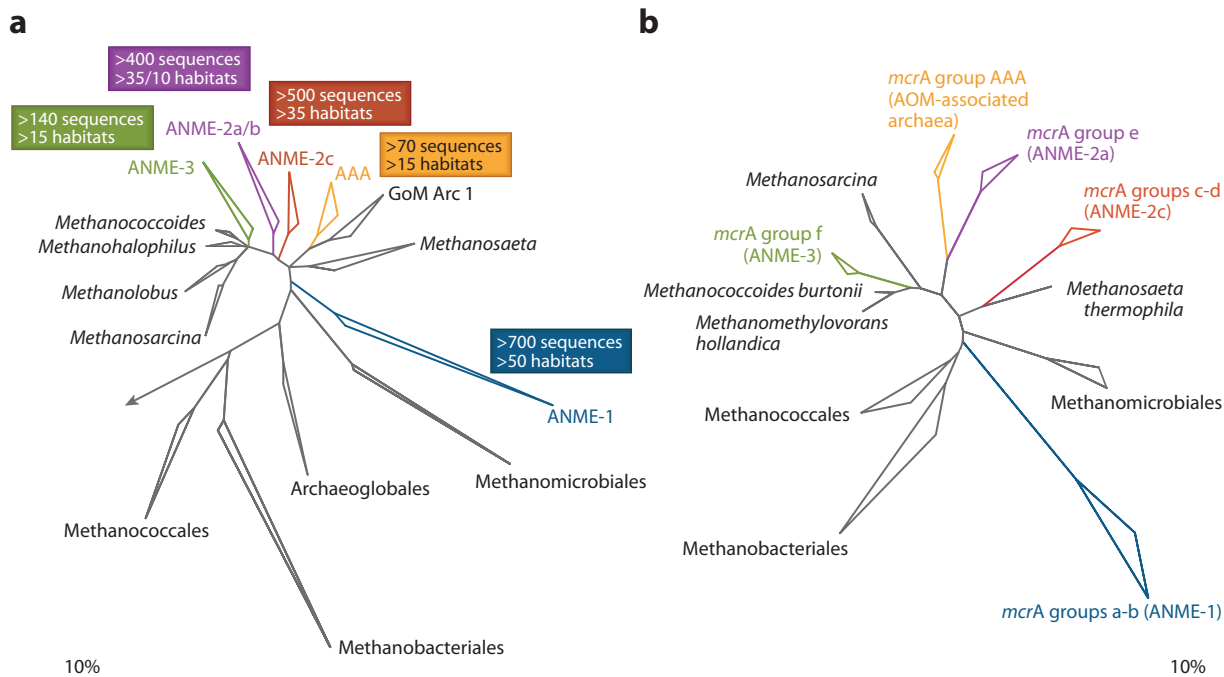 a
>400 sequences
>35/10 habitats
>500 sequences
>35 habitats
>140 sequences
>15 habitats
ANME-2a/b
>70 sequences
>15 habitats
ANME-3
ANME-2c
AAA
GoM Arc 1
Methanococcoides
Methanohalophilus
Methanosaeta
Methanolobus
Methanosarcina
>700 sequences
>50 habitats
ANME-1
Methanomicrobiales
Archaeoglobales
Methanococcales
Methanobacteriales
10%
b
mcrA group AAA
(AOM-associated
archaea)
mcrA group e
(ANME-2a)
Methanosarcina
mcrA groups c-d
(ANME-2c)
mcrA group f
(ANME-3)
Methanococcoides burtonii
Methanosaeta
thermophila
Methanomethylovorans
hollandica
Methanococcales
Methanomicrobiales
Methanobacteriales
mcrA groups a-b (ANME-1)
10%